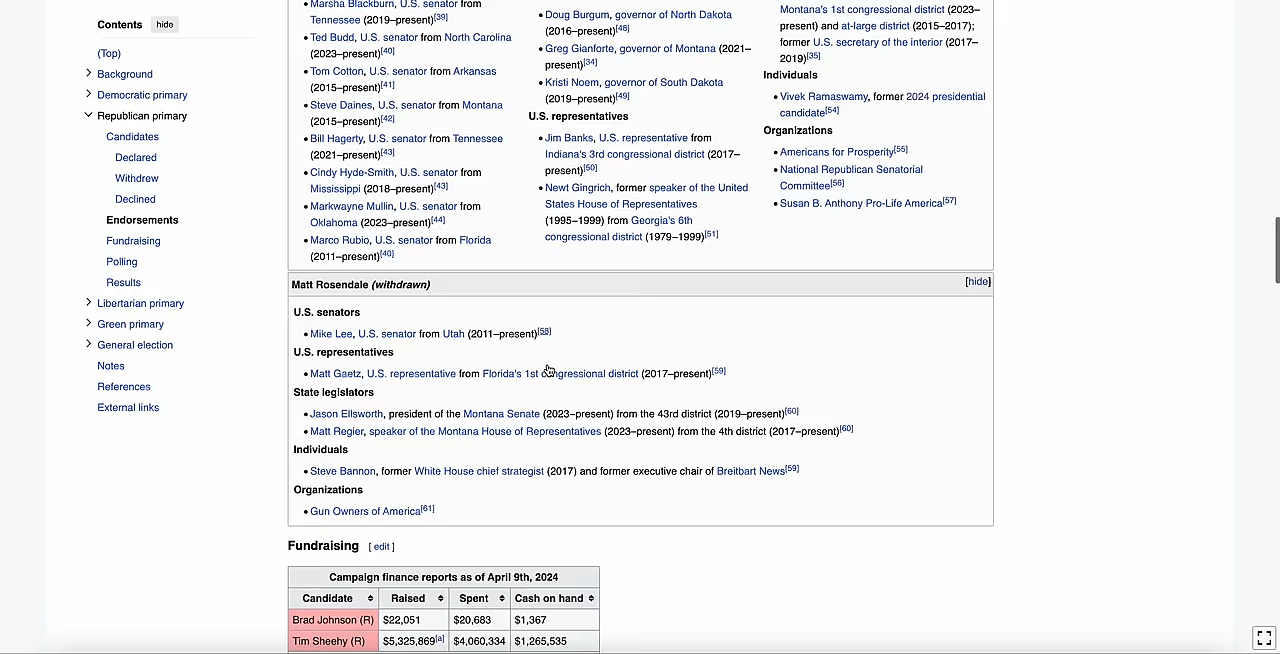 Contents hide
(Top)
Background
Democratic primary
Republican primary
Candidates
Declared
Withdrew
Declined
Endorsements
Fundraising
Polling
Results
Libertarian primary
Green primary
General election
Notes
References
External links
Marsha Blackburn, U.S. senator from
Tennessee (2019–present)[39]
• Ted Budd, U.S. senator from North Carolina
(2023–present)[40]
• Tom Cotton, U.S. senator from Arkansas
(2015–present)[41]
• Steve Daines, U.S. senator from Montana
(2015–present)[42]
• Bill Hagerty, U.S. senator from Tennessee
(2021–present)[43]
• Cindy Hyde-Smith, U.S. senator from
Mississippi (2018–present)[43]
• Markwayne Mullin, U.S. senator from
Oklahoma (2023–present)[44]
• Marco Rubio, U.S. senator from Florida
(2011–present)[40]
• Doug Burgum, governor of North Dakota
(2016–present)[48]
• Greg Gianforte, governor of Montana (2021–
present)[34]
• Kristi Noem, governor of South Dakota
(2019–present)[49]
U.S. representatives
• Jim Banks, U.S. representative from
Indiana's 3rd congressional district (2017–
present)[50]
• Newt Gingrich, former speaker of the United
States House of Representatives
(1995–1999) from Georgia's 6th
congressional district (1979–1999)[51]
Montana's 1st congressional district (2023–
present) and at-large district (2015–2017);
former U.S. secretary of the interior (2017–
2019)[35]
Individuals
• Vivek Ramaswamy, former 2024 presidential
candidate[54]
Organizations
• Americans for Prosperity[55]
• National Republican Senatorial
Committee[56]
• Susan B. Anthony Pro-Life America[57]
Matt Rosendale (withdrawn) [hide]
U.S. senators
• Mike Lee, U.S. senator from Utah (2011–present)[58]
U.S. representatives
• Matt Gaetz, U.S. representative from Florida's 1st congressional district (2017–present)[59]
State legislators
• Jason Ellsworth, president of the Montana Senate (2023–present) from the 43rd district (2019–present)[60]
• Matt Regier, speaker of the Montana House of Representatives (2023–present) from the 4th district (2017–present)[60]
Individuals
• Steve Bannon, former White House chief strategist (2017) and former executive chair of Breitbart News[59]
Organizations
• Gun Owners of America[61]
Fundraising [ edit ]
Campaign finance reports as of April 9th, 2024
Candidate Raised Spent Cash on hand
Brad Johnson (R) $22,051 $20,683 $1,367
Tim Sheehy (R) $5,325,869[a] $4,060,334 $1,265,535